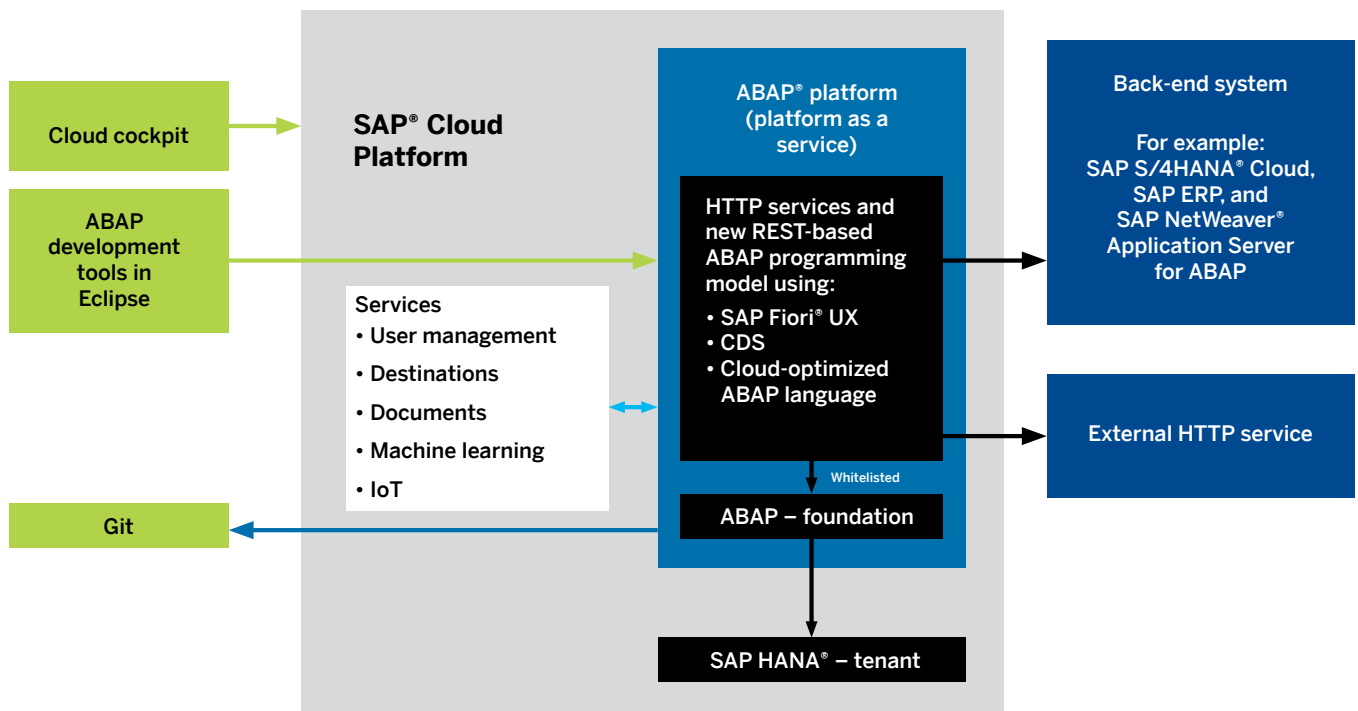 Cloud cockpit
ABAP
development
tools in
Eclipse
Git
SAP® Cloud
Platform
Services
• User management
• Destinations
• Documents
• Machine learning
• IoT
ABAP® platform
(platform as a
service)
HTTP services and
new REST-based
ABAP programming
model using:
• SAP Fiori® UX
• CDS
• Cloud-optimized
ABAP language
Whitelisted
ABAP – foundation
SAP HANA® – tenant
Back-end system
For example:
SAP S/4HANA® Cloud,
SAP ERP, and
SAP NetWeaver®
Application Server
for ABAP
External HTTP service